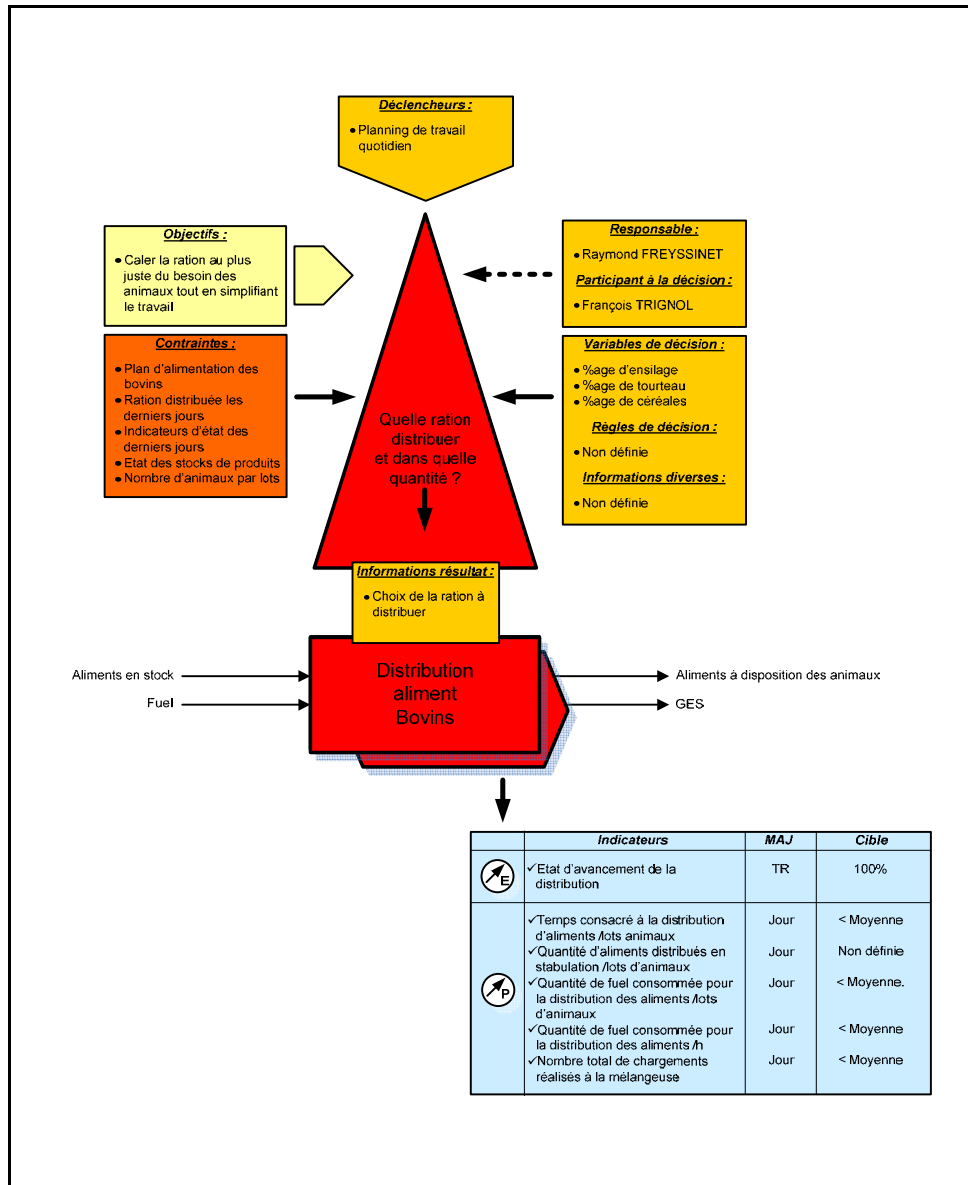 Déclencheurs :
• Planning de travail
quotidien
Objectifs :
• Caler la ration au plus
juste du besoin des
animaux tout en simplifiant
le travail
Responsable :
• Raymond FREYSSINET
Participant à la décision :
• François TRIGNOL
Contraintes :
• Plan d'alimentation des
bovins
• Ration distribuée les
derniers jours
• Indicateurs d'état des
derniers jours
• Etat des stocks de produits
• Nombre d'animaux par lots
Variables de décision :
• %age d'ensilage
• %age de tourteau
• %age de céréales
Règles de décision :
• Non définie
Informations diverses :
• Non définie
Quelle ration
distribuer
et dans quelle
quantité ?
Informations résultat :
• Choix de la ration à
distribuer
Aliments en stock
Fuel
Distribution
aliment
Bovins
Aliments à disposition des animaux
GES
Indicateurs MAJ Cible
E ✓Etat d'avancement de la TR 100%
distribution
✓Temps consacré à la distribution Jour < Moyenne
d'aliments /lots animaux
✓Quantité d'aliments distribués en Jour Non définie
stabulation /lots d'animaux
P ✓Quantité de fuel consommée pour Jour < Moyenne.
la distribution des aliments /lots
d'animaux
✓Quantité de fuel consommée pour Jour < Moyenne
la distribution des aliments /h
✓Nombre total de chargements Jour < Moyenne
réalisés à la mélangeuse